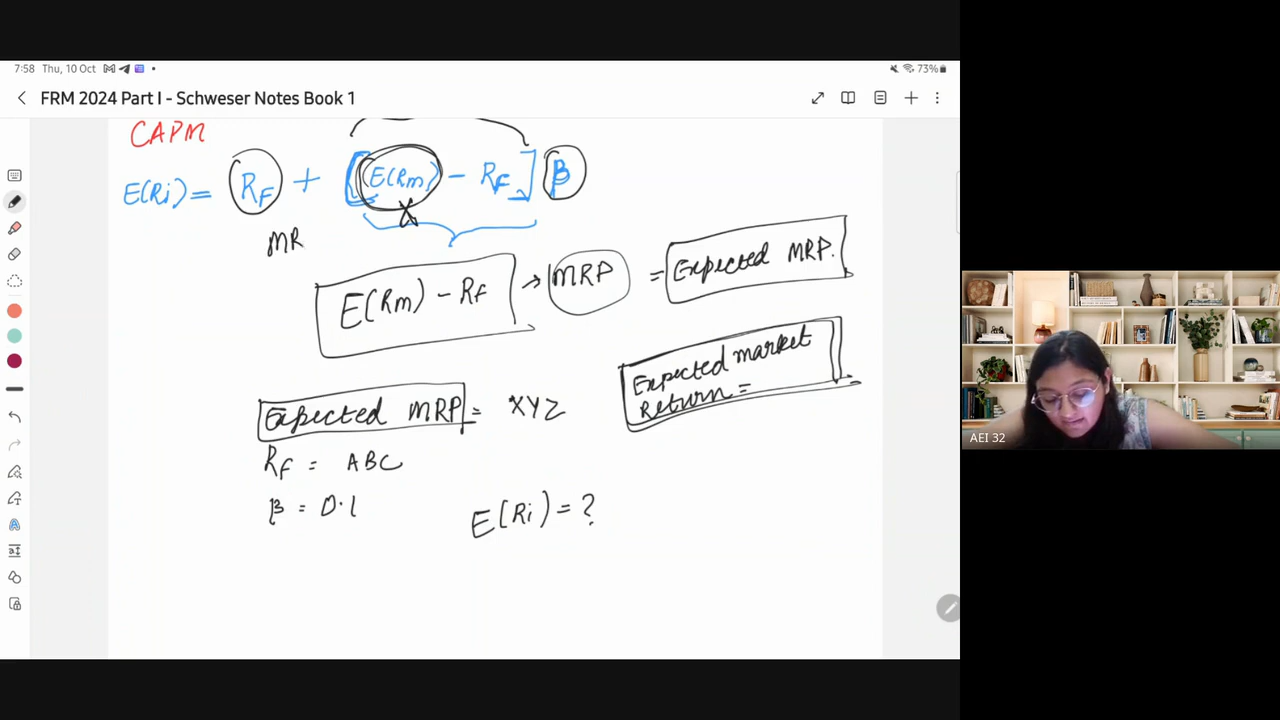 7:58 Thu, 10 Oct
73%
FRM 2024 Part I - Schweser Notes Book 1
CAPM
E(Ri) = RF + [E(Rm) - RF] β
MR
E(Rm) - RF → MRP = Expected MRP.
Expected market
Return =
Expected MRP = XYZ
RF = ABC
β = 0.1
E(Ri) = ?
AEI 32